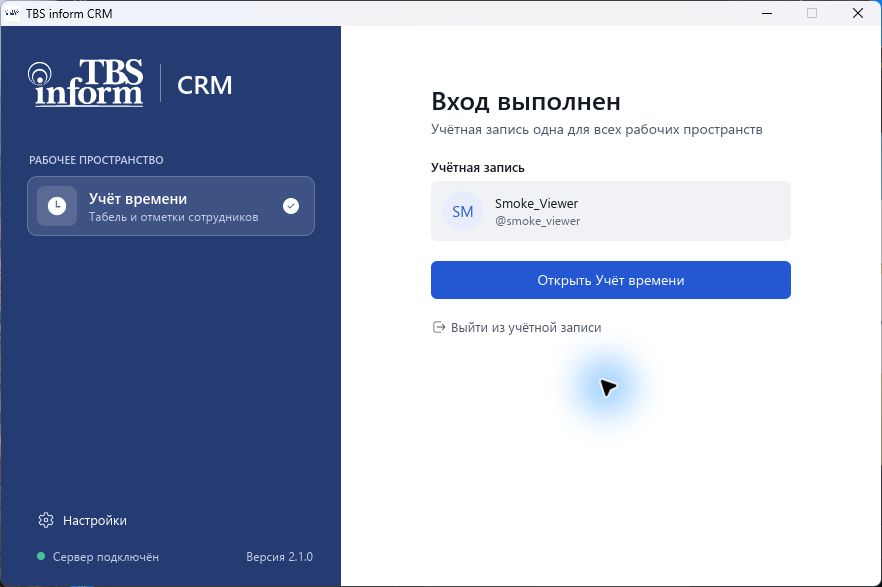 TBS inform CRM
TBS
inform
CRM
РАБОЧЕЕ ПРОСТРАНСТВО
Учёт времени
Табель и отметки сотрудников
Настройки
Сервер подключён
Версия 2.1.0
Вход выполнен
Учётная запись одна для всех рабочих пространств
Учётная запись
SM
Smoke_Viewer
@smoke_viewer
Открыть Учёт времени
Выйти из учётной записи